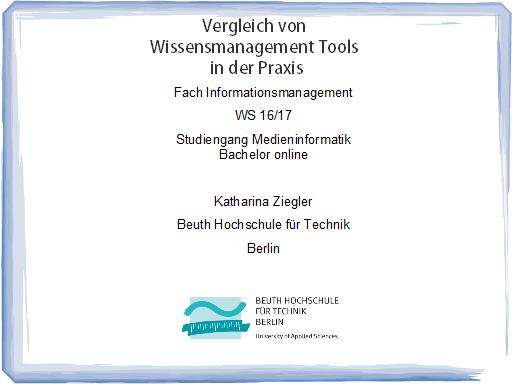 Vergleich von
Wissensmanagement Tools
in der Praxis
Fach Informationsmanagement
WS 16/17
Studiengang Medieninformatik
Bachelor online
Katharina Ziegler
Beuth Hochschule für Technik
Berlin
BEUTH HOCHSCHULE
FÜR TECHNIK
BERLIN
University of Applied Sciences